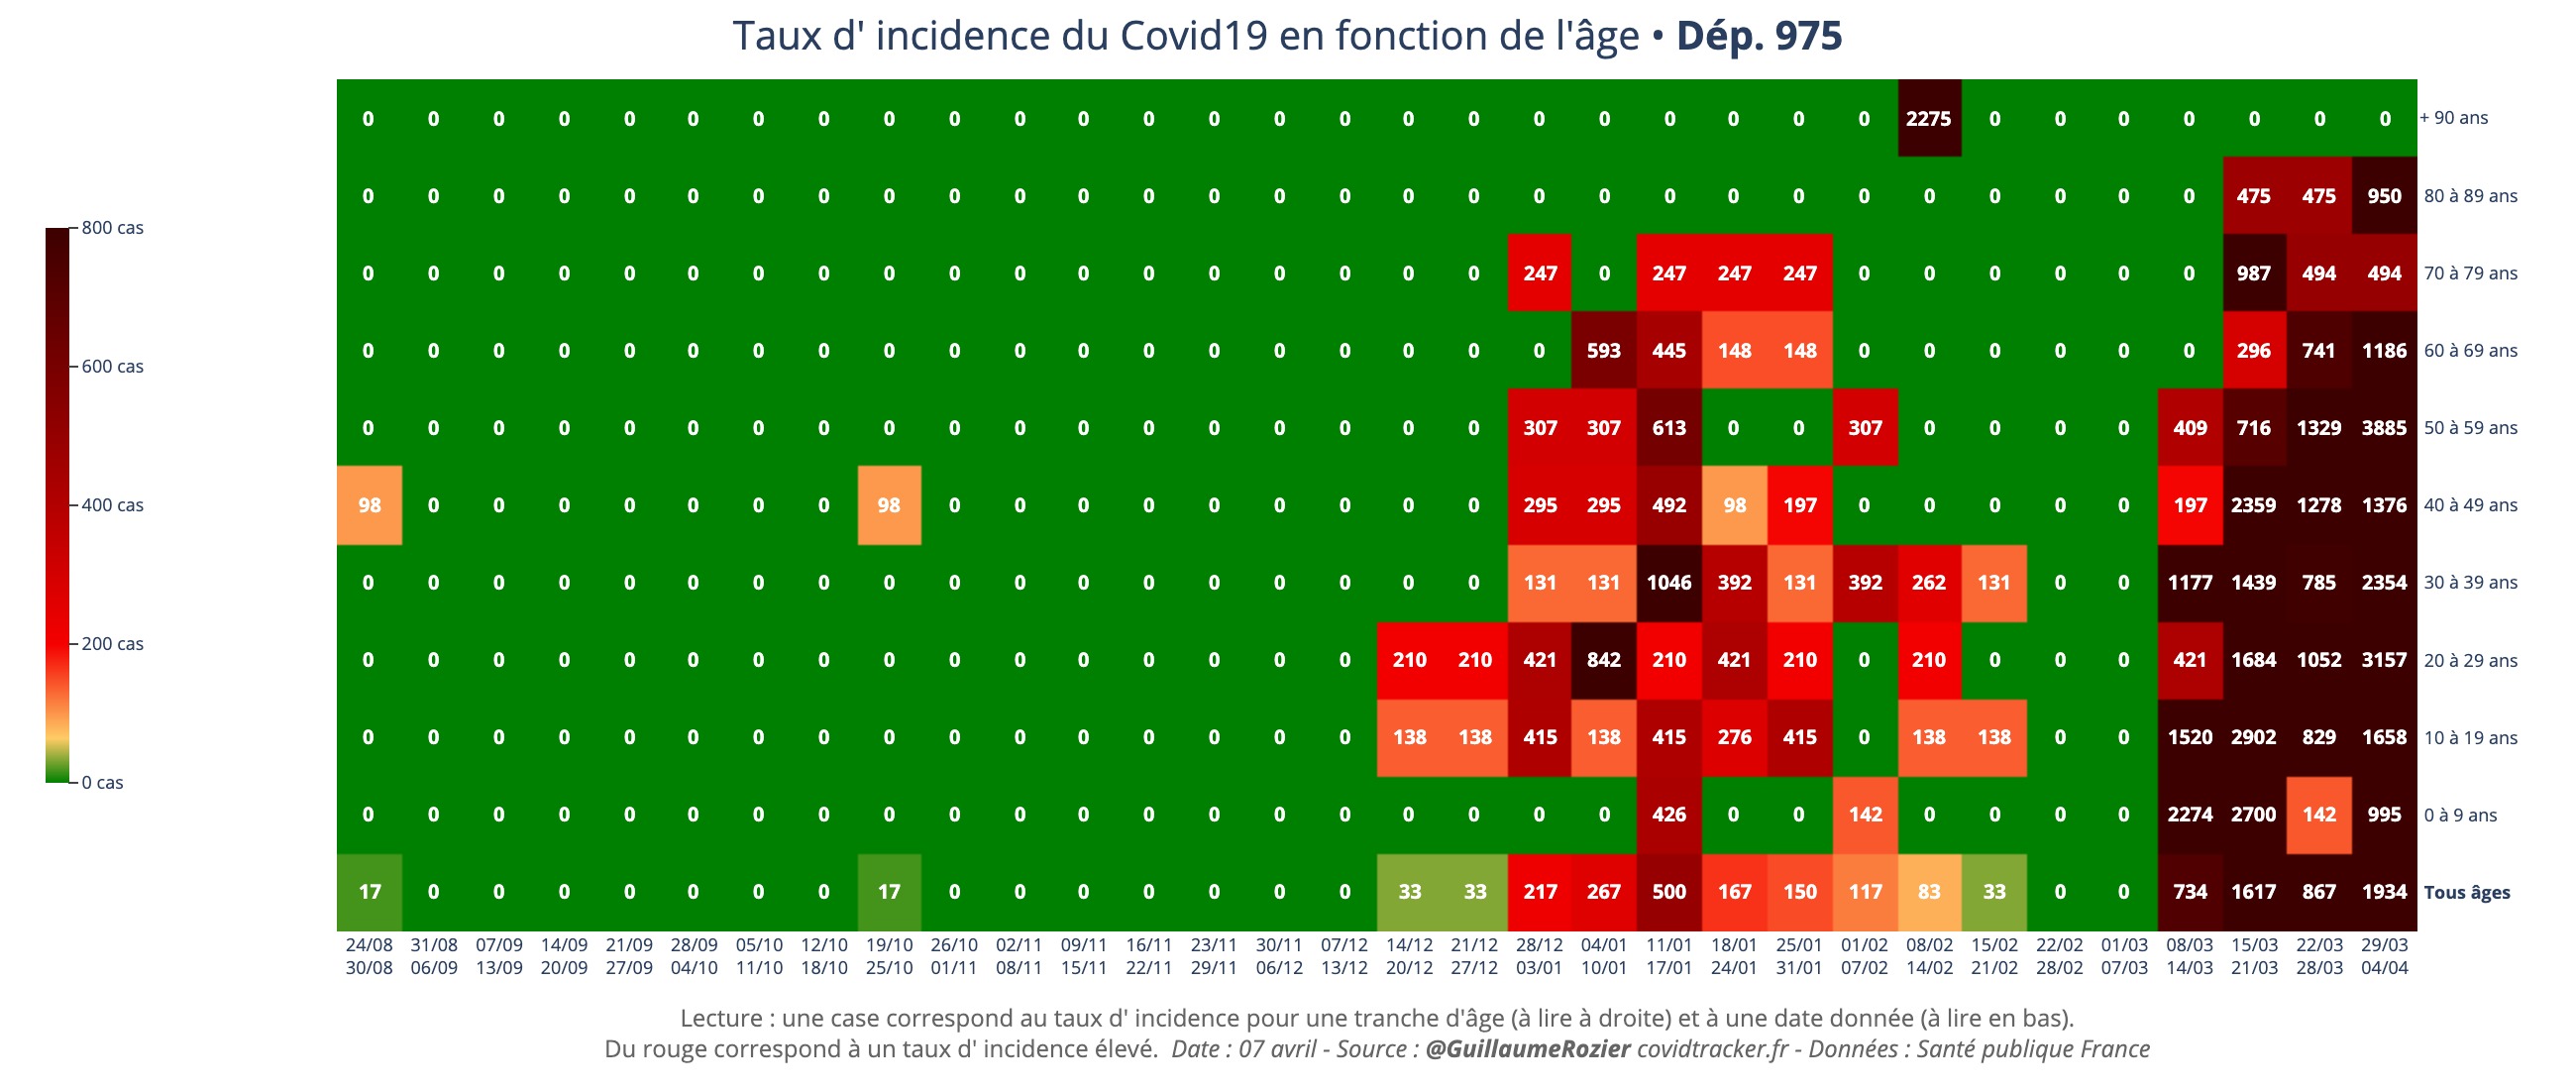 Taux d' incidence du Covid19 en fonction de l'âge • Dép. 975
0 0 0 0 0 0 0 0 0 0 0 0 0 0 0 0 0 0 0 0 0 0 0 0 2275 0 0 0 0 0 0 0 + 90 ans
0 0 0 0 0 0 0 0 0 0 0 0 0 0 0 0 0 0 0 0 0 0 0 0 0 0 0 0 0 475 475 950 80 à 89 ans
800 cas
0 0 0 0 0 0 0 0 0 0 0 0 0 0 0 0 0 0 247 0 247 247 247 0 0 0 0 0 0 987 494 494 70 à 79 ans
0 0 0 0 0 0 0 0 0 0 0 0 0 0 0 0 0 0 0 593 445 148 148 0 0 0 0 0 0 296 741 1186 60 à 69 ans
600 cas
0 0 0 0 0 0 0 0 0 0 0 0 0 0 0 0 0 0 307 307 613 0 0 307 0 0 0 0 409 716 1329 3885 50 à 59 ans
400 cas
98 0 0 0 0 0 0 0 98 0 0 0 0 0 0 0 0 0 295 295 492 98 197 0 0 0 0 0 197 2359 1278 1376 40 à 49 ans
0 0 0 0 0 0 0 0 0 0 0 0 0 0 0 0 0 0 131 131 1046 392 131 392 262 131 0 0 1177 1439 785 2354 30 à 39 ans
200 cas
0 0 0 0 0 0 0 0 0 0 0 0 0 0 0 0 210 210 421 842 210 421 210 0 210 0 0 0 421 1684 1052 3157 20 à 29 ans
0 0 0 0 0 0 0 0 0 0 0 0 0 0 0 0 138 138 415 138 415 276 415 0 138 138 0 0 1520 2902 829 1658 10 à 19 ans
0 cas
0 0 0 0 0 0 0 0 0 0 0 0 0 0 0 0 0 0 0 0 426 0 0 142 0 0 0 0 2274 2700 142 995 0 à 9 ans
17 0 0 0 0 0 0 0 17 0 0 0 0 0 0 0 33 33 217 267 500 167 150 117 83 33 0 0 734 1617 867 1934 Tous âges
24/08 31/08 07/09 14/09 21/09 28/09 05/10 12/10 19/10 26/10 02/11 09/11 16/11 23/11 30/11 07/12 14/12 21/12 28/12 04/01 11/01 18/01 25/01 01/02 08/02 15/02 22/02 01/03 08/03 15/03 22/03 29/03
30/08 06/09 13/09 20/09 27/09 04/10 11/10 18/10 25/10 01/11 08/11 15/11 22/11 29/11 06/12 13/12 20/12 27/12 03/01 10/01 17/01 24/01 31/01 07/02 14/02 21/02 28/02 07/03 14/03 21/03 28/03 04/04
Lecture : une case correspond au taux d' incidence pour une tranche d'âge (à lire à droite) et à une date donnée (à lire en bas).
Du rouge correspond à un taux d' incidence élevé. Date : 07 avril - Source : @GuillaumeRozier covidtracker.fr - Données : Santé publique France